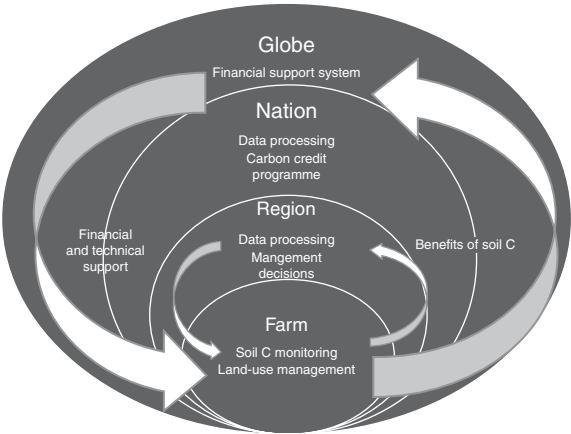 Globe
Financial support system
Nation
Data processing
Carbon credit
programme
Region
Data processing
Mangement
decisions
Financial
and technical
support
Benefits of soil C
Farm
Soil C monitoring
Land-use management